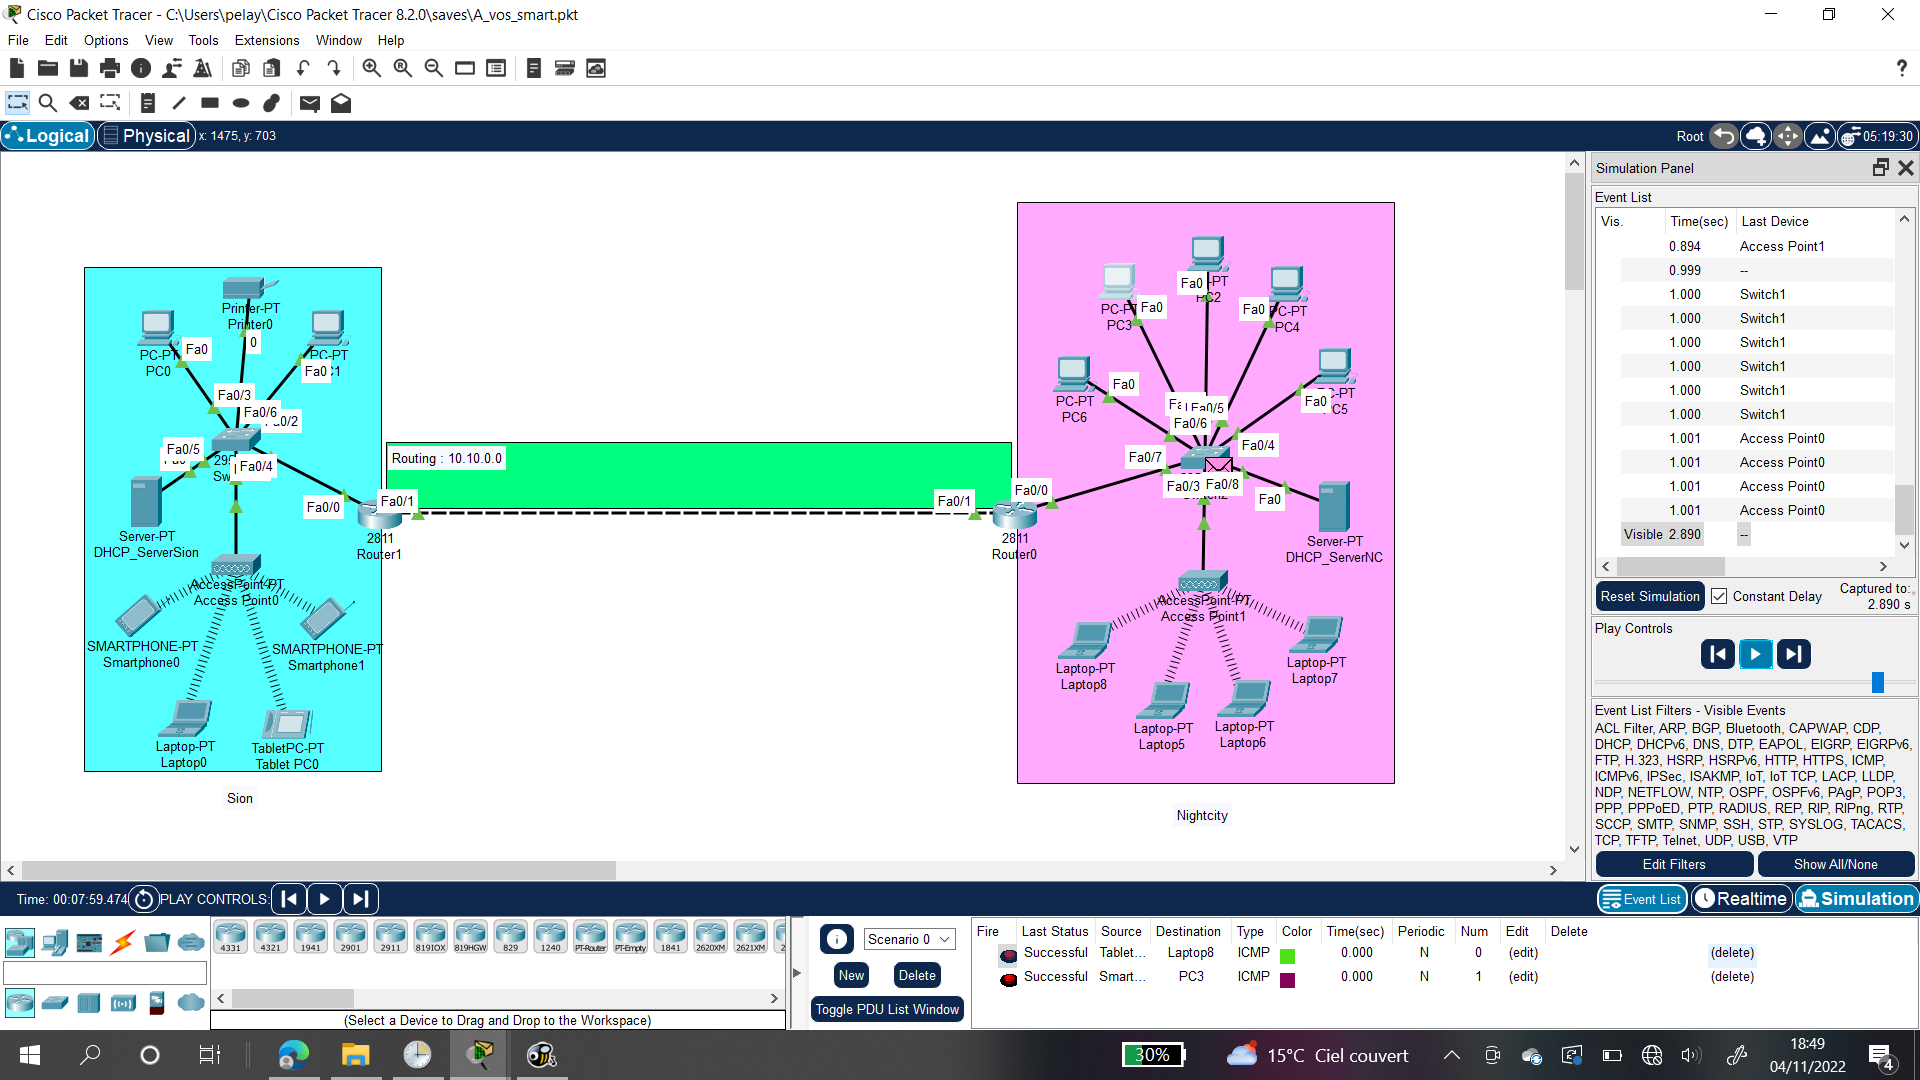 Cisco Packet Tracer - C:\Users\pelay\Cisco Packet Tracer 8.2.0\saves\A_vos_smart.pkt
File Edit Options View Tools Extensions Window Help
Logical Physical x: 1475, y: 703 Root 05:19:30
Simulation Panel
Event List
Vis. Time(sec) Last Device
0.894 Access Point1
0.999 --
1.000 Switch1
1.000 Switch1
1.000 Switch1
1.000 Switch1
1.000 Switch1
1.000 Switch1
1.001 Access Point0
1.001 Access Point0
1.001 Access Point0
1.001 Access Point0
Visible 2.890 --
Reset Simulation Constant Delay Captured to:
2.890 s
Play Controls
Event List Filters - Visible Events
ACL Filter, ARP, BGP, Bluetooth, CAPWAP, CDP,
DHCP, DHCPv6, DNS, DTP, EAPOL, EIGRP, EIGRPv6,
FTP, H.323, HSRP, HSRPv6, HTTP, HTTPS, ICMP,
ICMPv6, IPSec, ISAKMP, IoT, IoT TCP, LACP, LLDP,
NDP, NETFLOW, NTP, OSPF, OSPFv6, PAgP, POP3,
PPP, PPPoED, PTP, RADIUS, REP, RIP, RIPng, RTP,
SCCP, SMTP, SNMP, SSH, STP, SYSLOG, TACACS,
TCP, TFTP, Telnet, UDP, USB, VTP
Edit Filters Show All/None
Printer-PT
Printer0
0
PC-PT
PC0
Fa0
PC-PT
Fa0
Fa0/3
Fa0/6
Fa0/5
Fa0/4
Server-PT
DHCP_ServerSion
Fa0/0
Fa0/1
2811
Router1
AccessPoint-PT
Access Point0
SMARTPHONE-PT
Smartphone0
SMARTPHONE-PT
Smartphone1
Laptop-PT
Laptop0
TabletPC-PT
Tablet PC0
Sion
Routing : 10.10.0.0
Fa0/1
Fa0/0
2811
Router0
PC3
Fa0
Fa0
PC2
Fa0
PC-PT
PC4
PC-PT
PC6
Fa0
Fa0
PC5
Fa0/5
Fa0/6
Fa0/4
Fa0/7
Fa0/3
Fa0/8
Fa0
Server-PT
DHCP_ServerNC
AccessPoint-PT
Access Point1
Laptop-PT
Laptop8
Laptop-PT
Laptop7
Laptop-PT
Laptop5
Laptop-PT
Laptop6
Nightcity
Time: 00:07:59.474 PLAY CONTROLS: Event List Realtime Simulation
4331 4321 1941 2901 2911 819IOX 819HGW 829 1240 PT-Router PT-Empty 1841 2620XM 2621XM
(Select a Device to Drag and Drop to the Workspace)
Scenario 0
New Delete
Toggle PDU List Window
Fire Last Status Source Destination Type Color Time(sec) Periodic Num Edit Delete
Successful Tablet... Laptop8 ICMP 0.000 N 0 (edit) (delete)
Successful Smart... PC3 ICMP 0.000 N 1 (edit) (delete)
30% 15°C Ciel couvert
18:49
04/11/2022
4